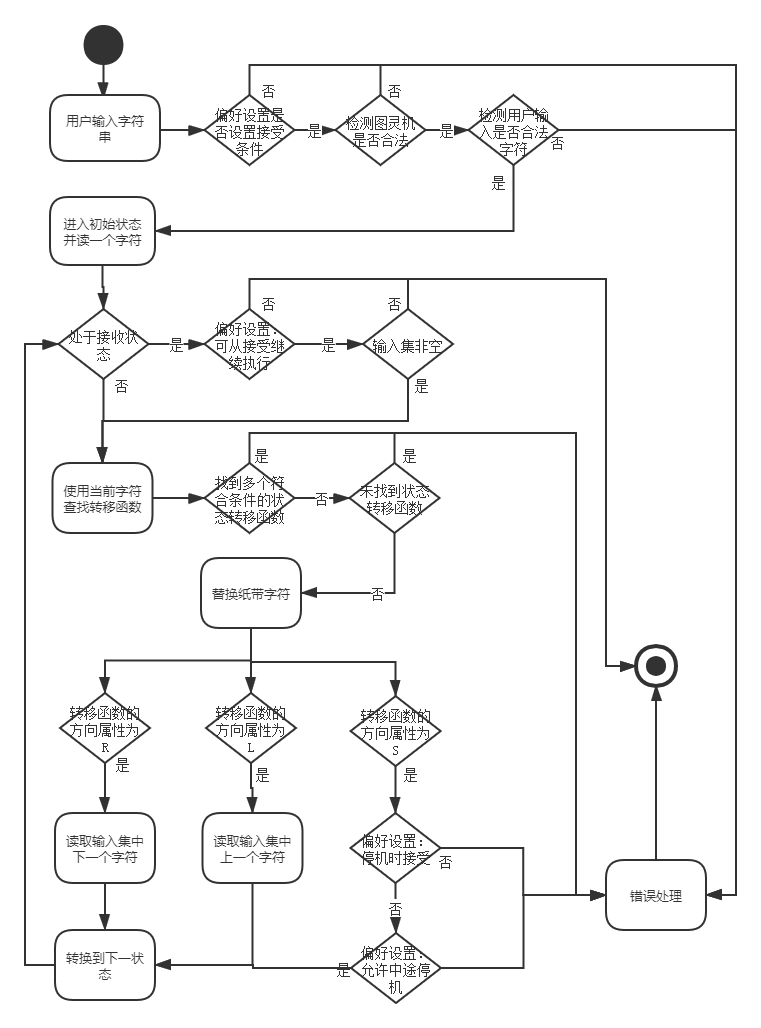 否
否
用户输入字符
串
偏好设置是
否设置接受
条件
是
检测图灵机
是否合法
是
检测用户输
入是否合法
字符
否
是
进入初始状态
并读一个字符
否
否
处于接收状
态
是
偏好设置：
可从接受继
续执行
是
输入集非空
否
是
是
是
使用当前字符
查找转移函数
找到多个符
合条件的状
态转移函数
否
未找到状态
转移函数
替换纸带字符
否
转移函数的
方向属性为
R
转移函数的
方向属性为
L
转移函数的
方向属性为
S
是
是
是
读取输入集中
下一个字符
读取输入集中
上一个字符
偏好设置：
停机时接受
否
错误处理
否
转换到下一状
态
是
偏好设置：
允许中途停
机